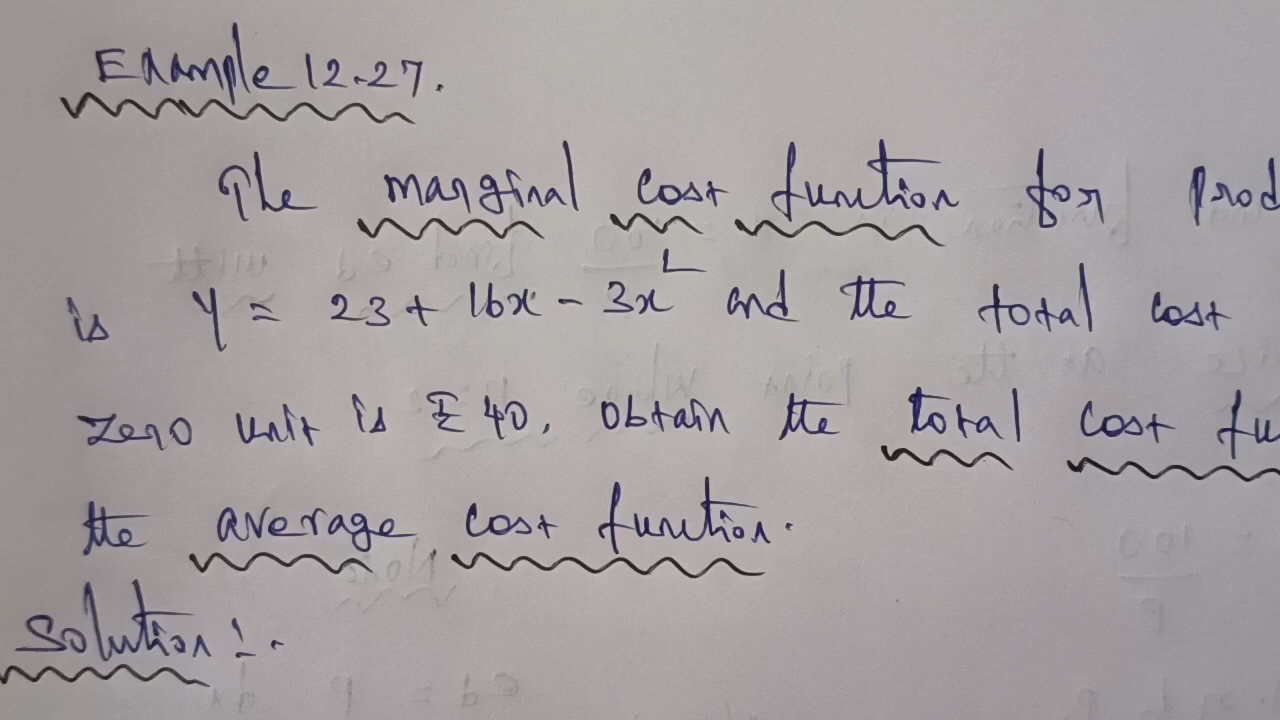 Example 12.27.
The marginal cost function for prod
is y = 23 + 16x - 3x² and the total cost
zero unit is ₹ 40. Obtain the total cost fu
the average cost function.
Solution :-